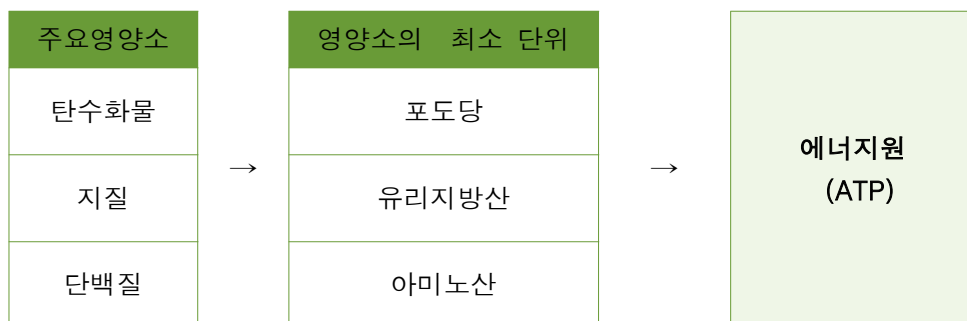 주요영양소
영양소의 최소 단위
탄수화물
포도당
→
→
에너지원
(ATP)
지질
유리지방산
단백질
아미노산